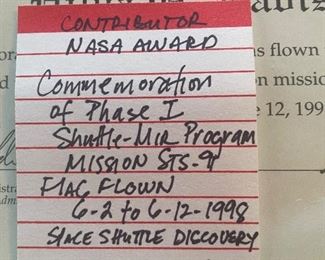 CONTRIBUTOR
NASA AWARD
as flown
Commemoration
on missio
of Phase I
e 12, 199
Shuttle-Mir Program
MISSION STS-91
FLAG FLOWN
6-2 to 6-12-1998
SPACE SHUTTLE DISCOVERY